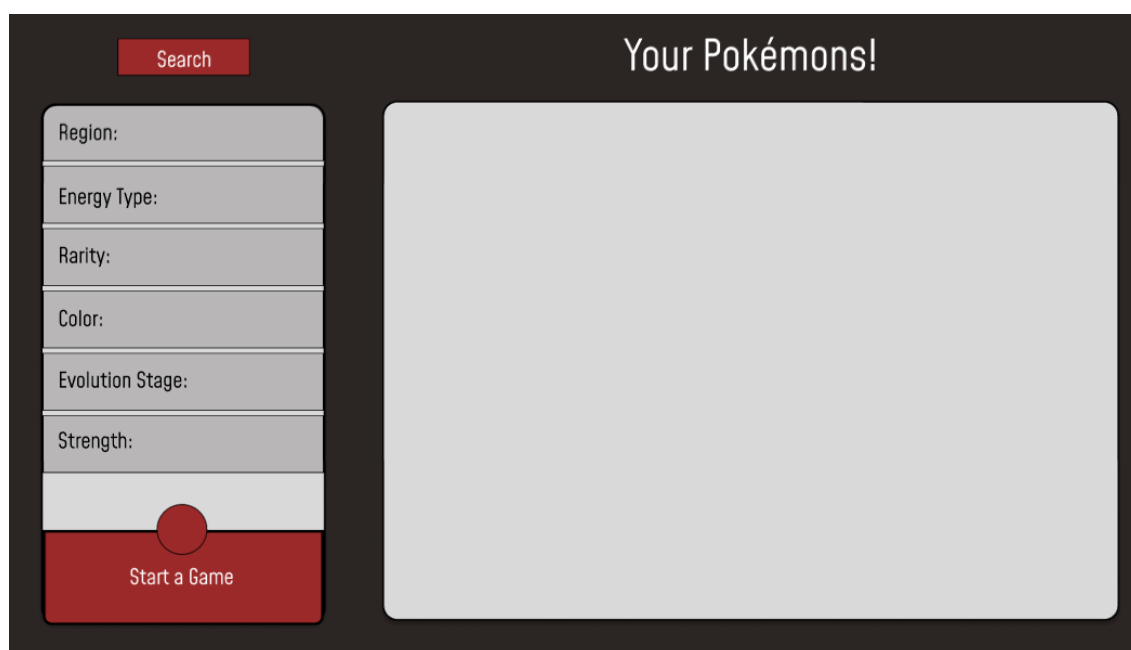 Search
Your Pokémons!
Region:
Energy Type:
Rarity:
Color:
Evolution Stage:
Strength:
Start a Game